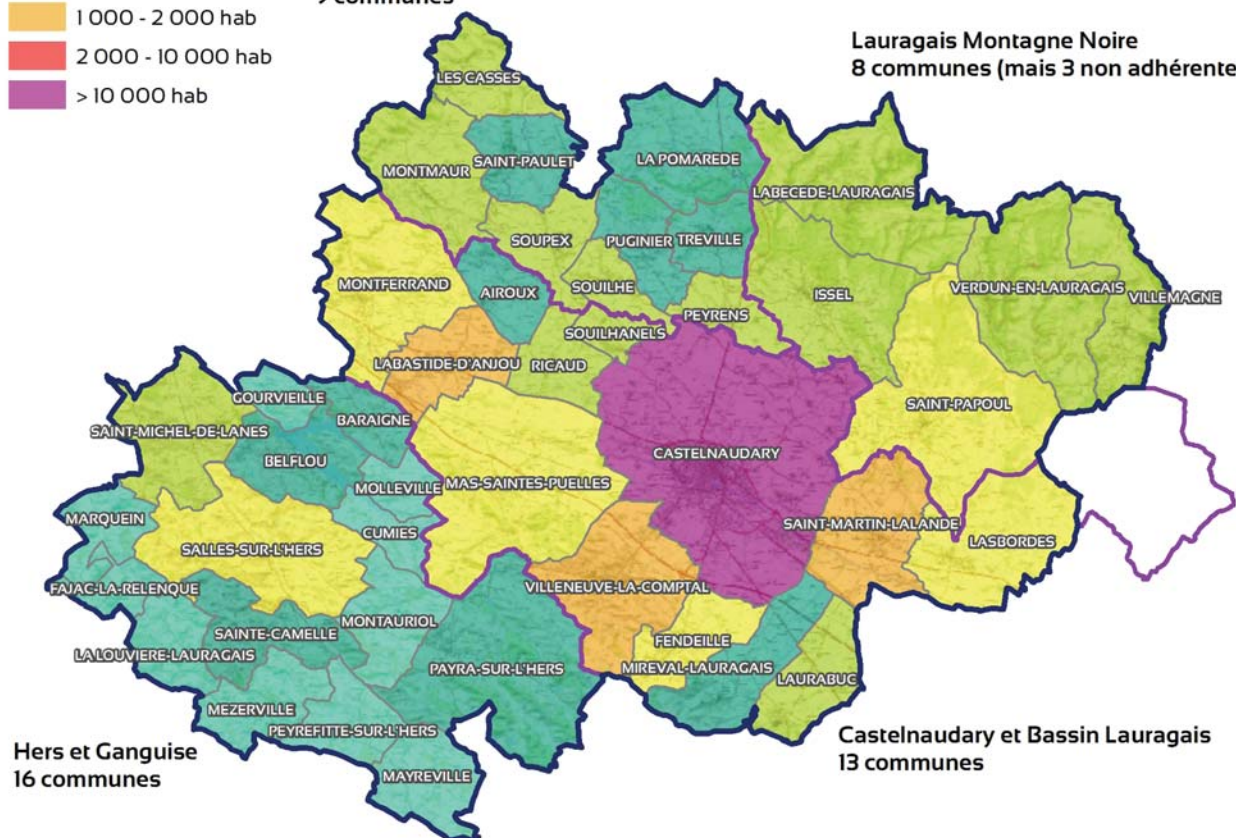 9 communes
1 000 - 2 000 hab
2 000 - 10 000 hab
> 10 000 hab
Lauragais Montagne Noire
8 communes (mais 3 non adhérente
LES CASSES
SAINT-PAULET
MONTMAUR
LA POMAREDE
LABECEDE-LAURAGAIS
SOUPEX
PUGINIER
TREVILLE
MONTFERRAND
AIROUX
SOUILHE
ISSEL
VERDUN-EN-LAURAGAIS
VILLEMAGNE
PEYRENS
SOUILHANELS
LABASTIDE-D'ANJOU
RICAUD
GOURVIEILLE
SAINT-PAPOUL
BARAIGNE
SAINT-MICHEL-DE-LANES
CASTELNAUDARY
BELFLOU
MOLLEVILLE
MAS-SAINTES-PUELLES
MARQUEIN
CUMIES
SAINT-MARTIN-LALANDE
LASBORDES
SALLES-SUR-L'HERS
FAJAC-LA-RELENQUE
VILLENEUVE-LA-COMPTAL
MONTAURIOL
SAINTE-CAMELLE
FENDEILLE
LA LOUVIERE-LAURAGAIS
PAYRA-SUR-L'HERS
MIREVAL-LAURAGAIS
LAURABUC
MEZERVILLE
PEYREFITTE-SUR-L'HERS
MAYREVILLE
Hers et Ganguise
16 communes
Castelnaudary et Bassin Lauragais
13 communes